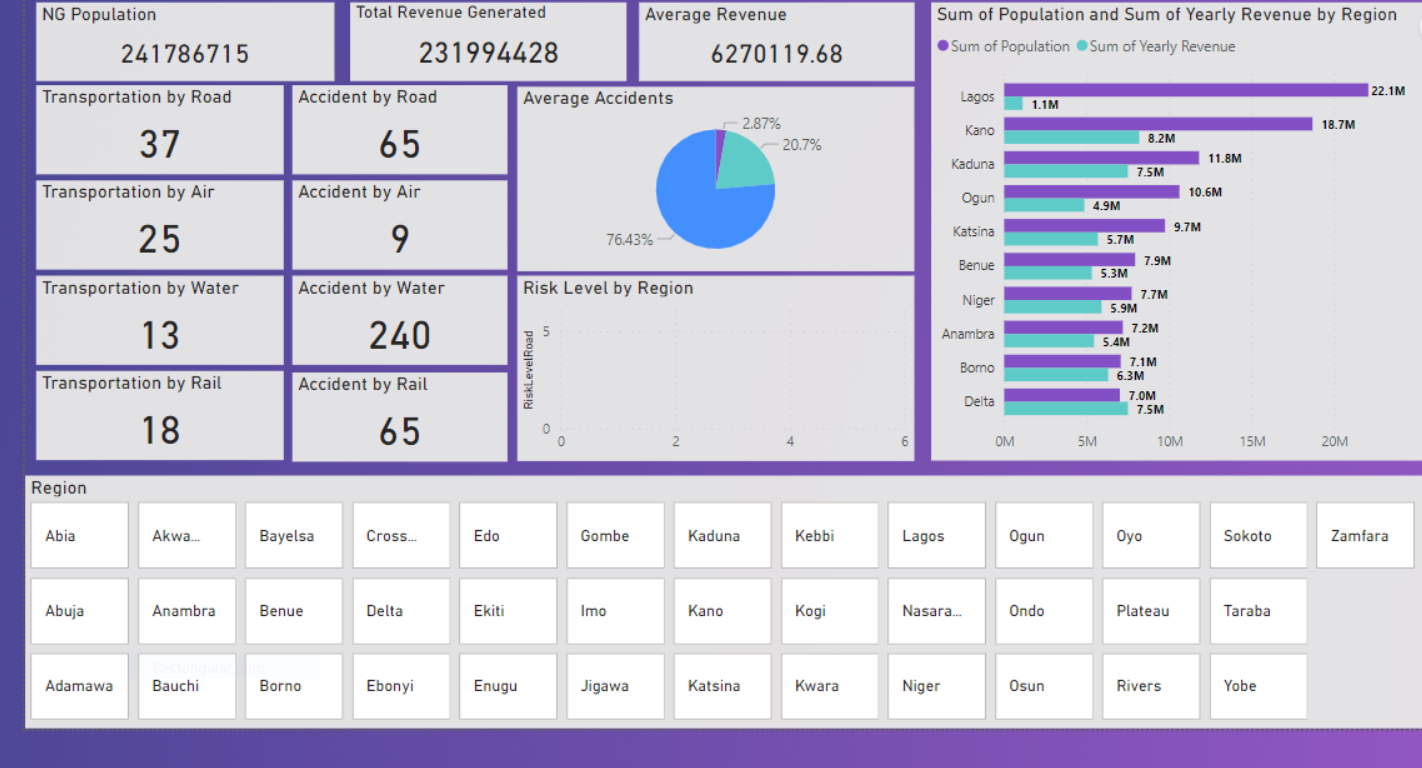 NG Population
241786715
Total Revenue Generated
231994428
Average Revenue
6270119.68
Transportation by Road
37
Accident by Road
65
Transportation by Air
25
Accident by Air
9
Transportation by Water
13
Accident by Water
240
Transportation by Rail
18
Accident by Rail
65
Average Accidents
2.87%
20.7%
76.43%
Risk Level by Region
RiskLevelRoad
5
0
0 2 4 6
Sum of Population and Sum of Yearly Revenue by Region
Sum of Population Sum of Yearly Revenue
Lagos 22.1M
1.1M
Kano 18.7M
8.2M
Kaduna 11.8M
7.5M
Ogun 10.6M
4.9M
Katsina 9.7M
5.7M
Benue 7.9M
5.3M
Niger 7.7M
5.9M
Anambra 7.2M
5.4M
Borno 7.1M
6.3M
Delta 7.0M
7.5M
0M 5M 10M 15M 20M
Region
Abia Akwa... Bayelsa Cross... Edo Gombe Kaduna Kebbi Lagos Ogun Oyo Sokoto Zamfara
Abuja Anambra Benue Delta Ekiti Imo Kano Kogi Nasara... Ondo Plateau Taraba
Adamawa Bauchi Borno Ebonyi Enugu Jigawa Katsina Kwara Niger Osun Rivers Yobe